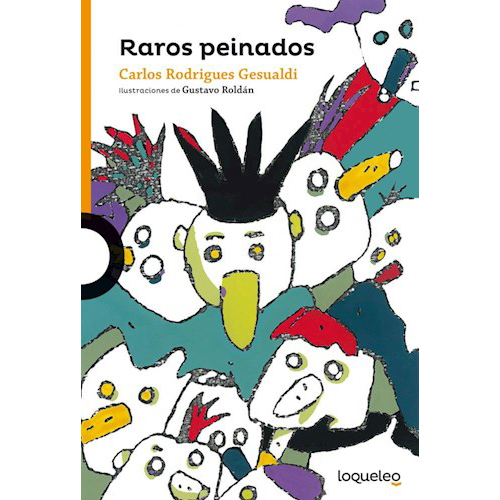 Raros peinados
Carlos Rodrigues Gesualdi
Ilustraciones de Gustavo Roldán
loqueleo